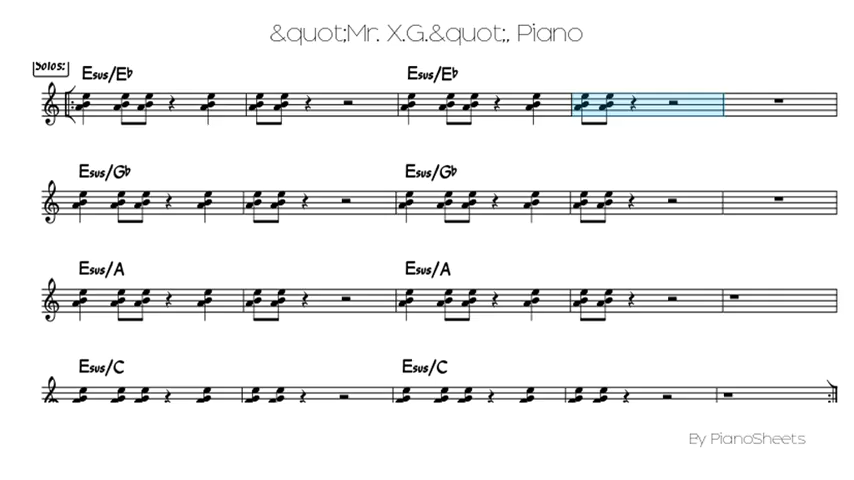 &quot;Mr. X.G.&quot;, Piano
Solos:
Esus/E♭ Esus/E♭
Esus/G♭ Esus/G♭
Esus/A Esus/A
Esus/C Esus/C
By PianoSheets